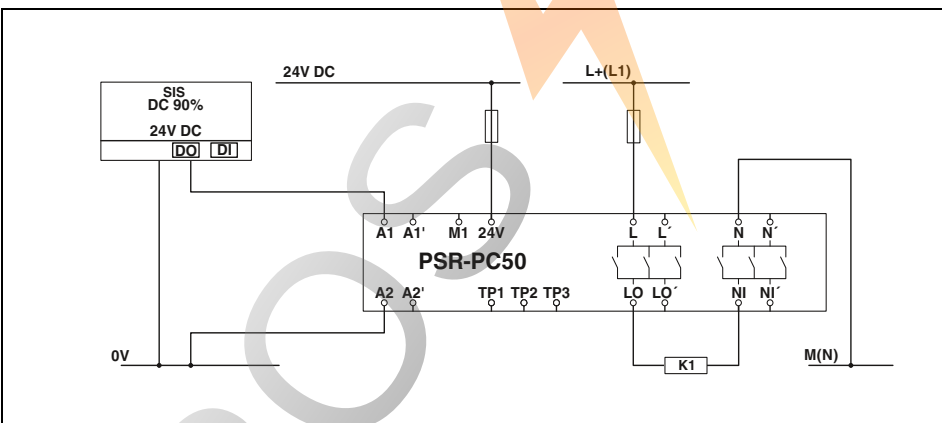 24V DC
L+(L1)
SIS
DC 90%
24V DC
DO DI
A1 A1' M1 24V L L´ N N´
PSR-PC50
A2 A2' TP1 TP2 TP3 LO LO´ NI NI´
0V
K1
M(N)